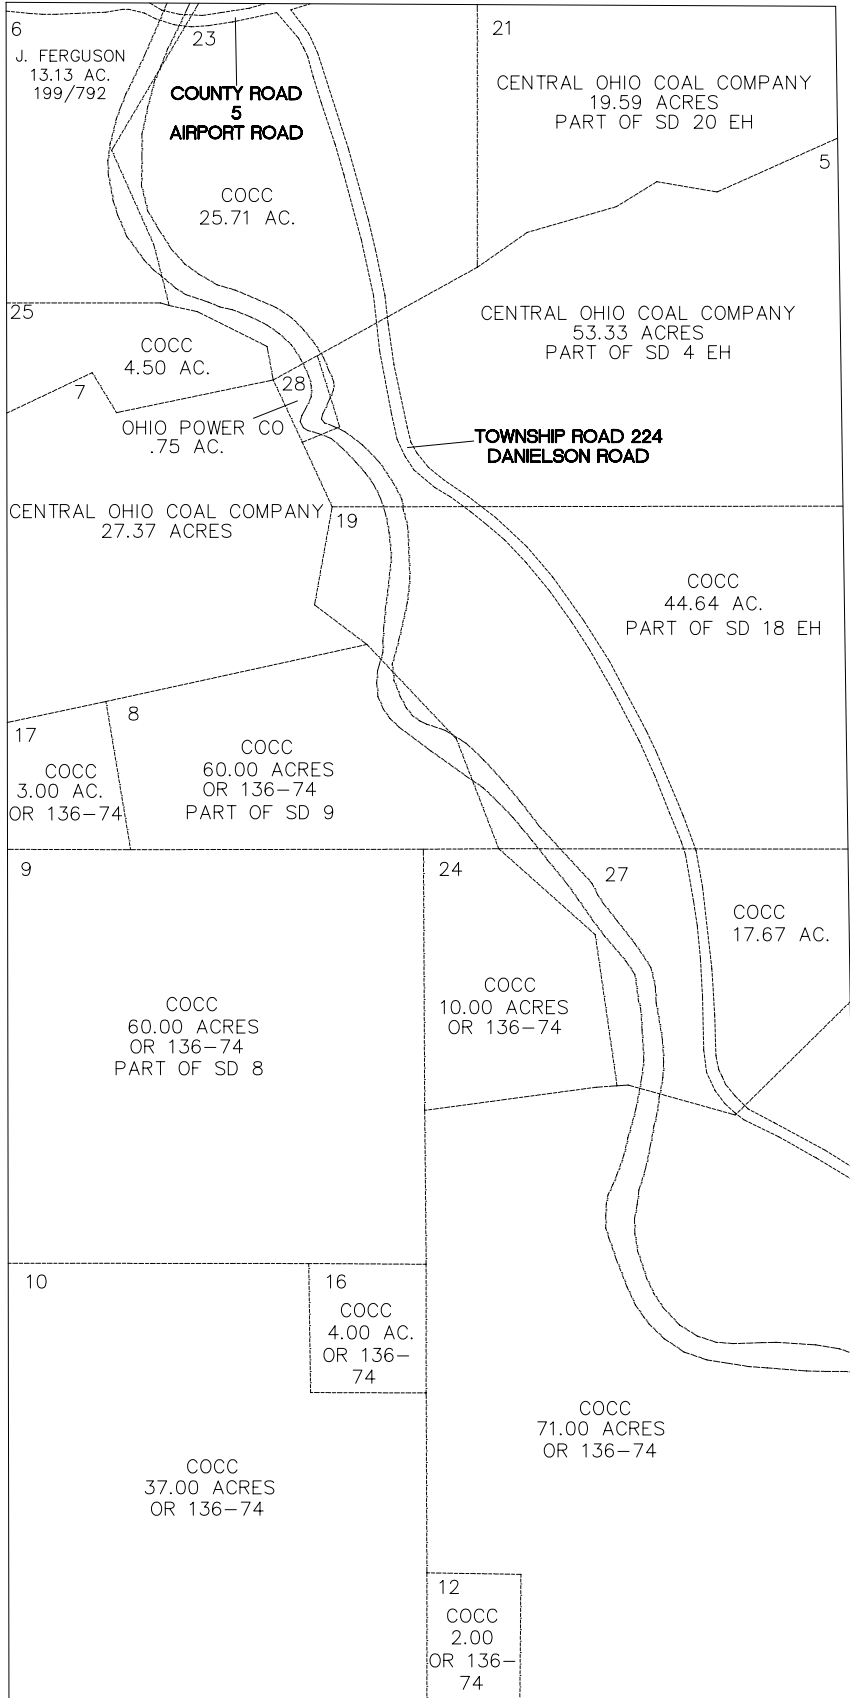 6
J. FERGUSON
13.13 AC.
199/792
23
COUNTY ROAD
5
AIRPORT ROAD
COCC
25.71 AC.
21
CENTRAL OHIO COAL COMPANY
19.59 ACRES
PART OF SD 20 EH
5
CENTRAL OHIO COAL COMPANY
53.33 ACRES
PART OF SD 4 EH
25
COCC
4.50 AC.
7
28
OHIO POWER CO
.75 AC.
TOWNSHIP ROAD 224
DANIELSON ROAD
CENTRAL OHIO COAL COMPANY
27.37 ACRES
19
COCC
44.64 AC.
PART OF SD 18 EH
17
COCC
3.00 AC.
OR 136-74
8
COCC
60.00 ACRES
OR 136-74
PART OF SD 9
9
COCC
60.00 ACRES
OR 136-74
PART OF SD 8
24
COCC
10.00 ACRES
OR 136-74
27
COCC
17.67 AC.
10
COCC
37.00 ACRES
OR 136-74
16
COCC
4.00 AC.
OR 136-
74
COCC
71.00 ACRES
OR 136-74
12
COCC
2.00
OR 136-
74